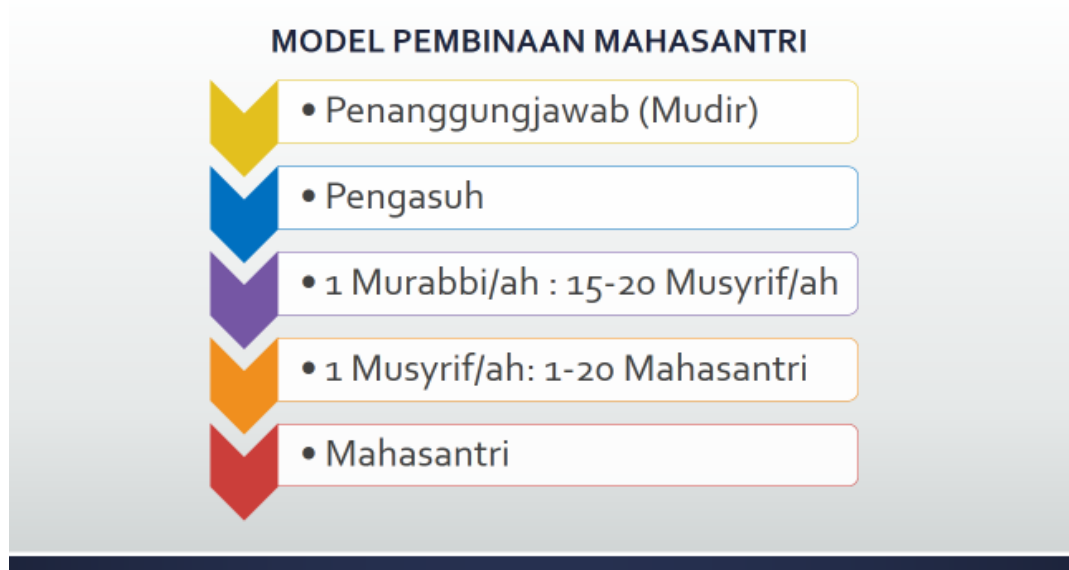 MODEL PEMBINAAN MAHASANTRI
• Penanggungjawab (Mudir)
• Pengasuh
• 1 Murabbi/ah : 15-20 Musyrif/ah
• 1 Musyrif/ah: 1-20 Mahasantri
• Mahasantri